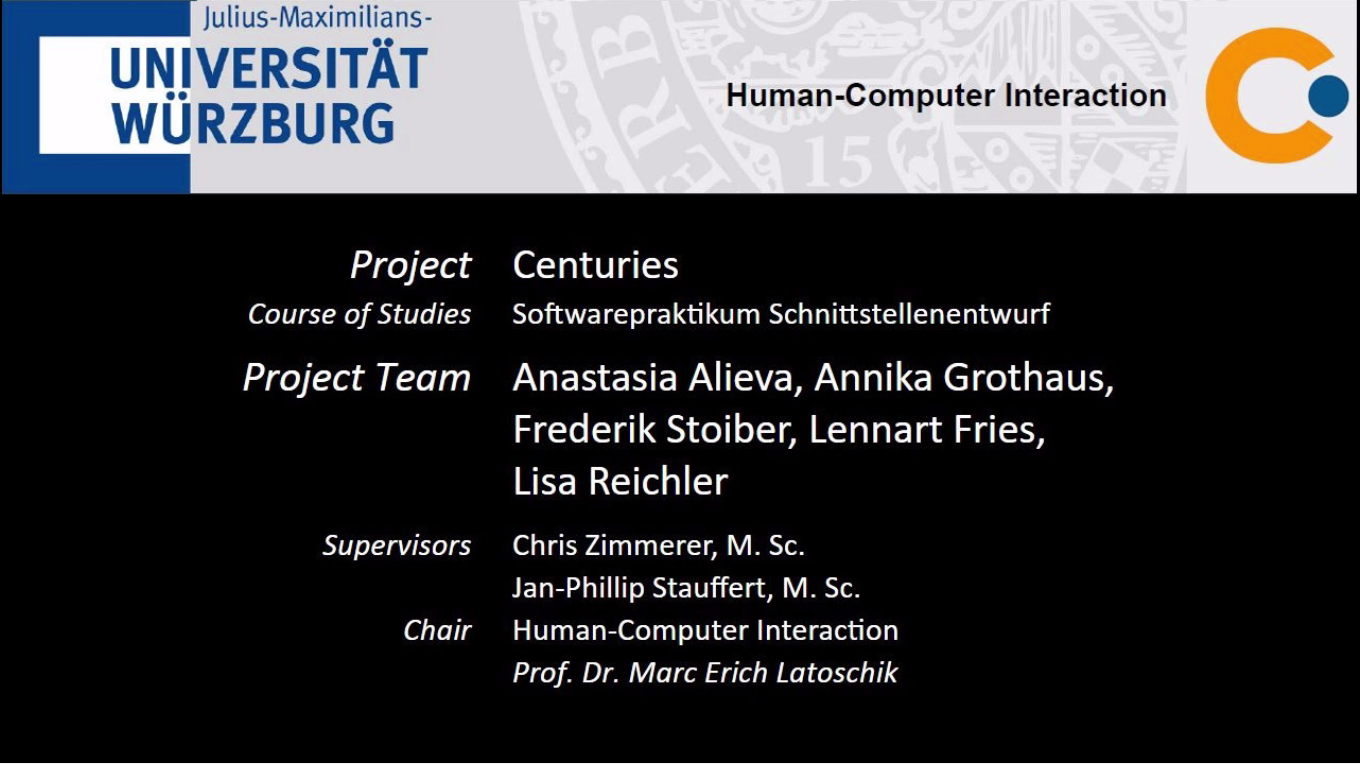 Julius-Maximilians-
UNIVERSITÄT
WÜRZBURG
Human-Computer Interaction
ERB
15
Project Centuries
Course of Studies Softwarepraktikum Schnittstellenentwurf
Project Team Anastasia Alieva, Annika Grothaus,
Frederik Stoiber, Lennart Fries,
Lisa Reichler
Supervisors Chris Zimmerer, M. Sc.
Jan-Phillip Stauffert, M. Sc.
Chair Human-Computer Interaction
Prof. Dr. Marc Erich Latoschik